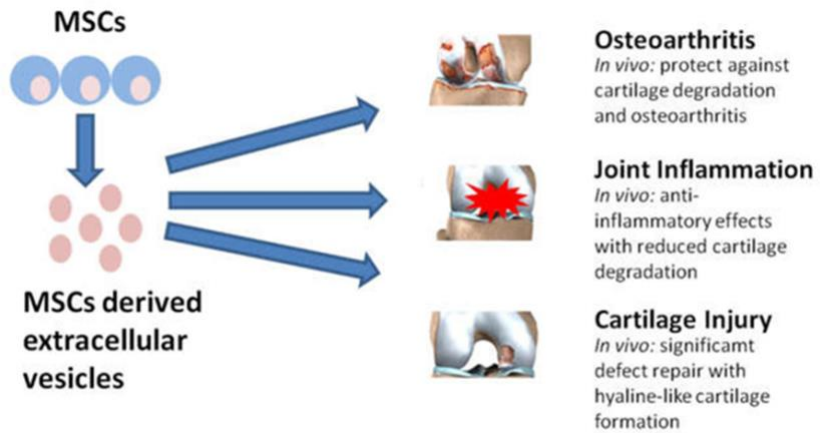 MSCs
MSCs derived
extracellular
vesicles
Osteoarthritis
In vivo: protect against
cartilage degradation
and osteoarthritis
Joint Inflammation
In vivo: anti-
inflammatory effects
with reduced cartilage
degradation
Cartilage Injury
In vivo: significamt
defect repair with
hyaline-like cartilage
formation